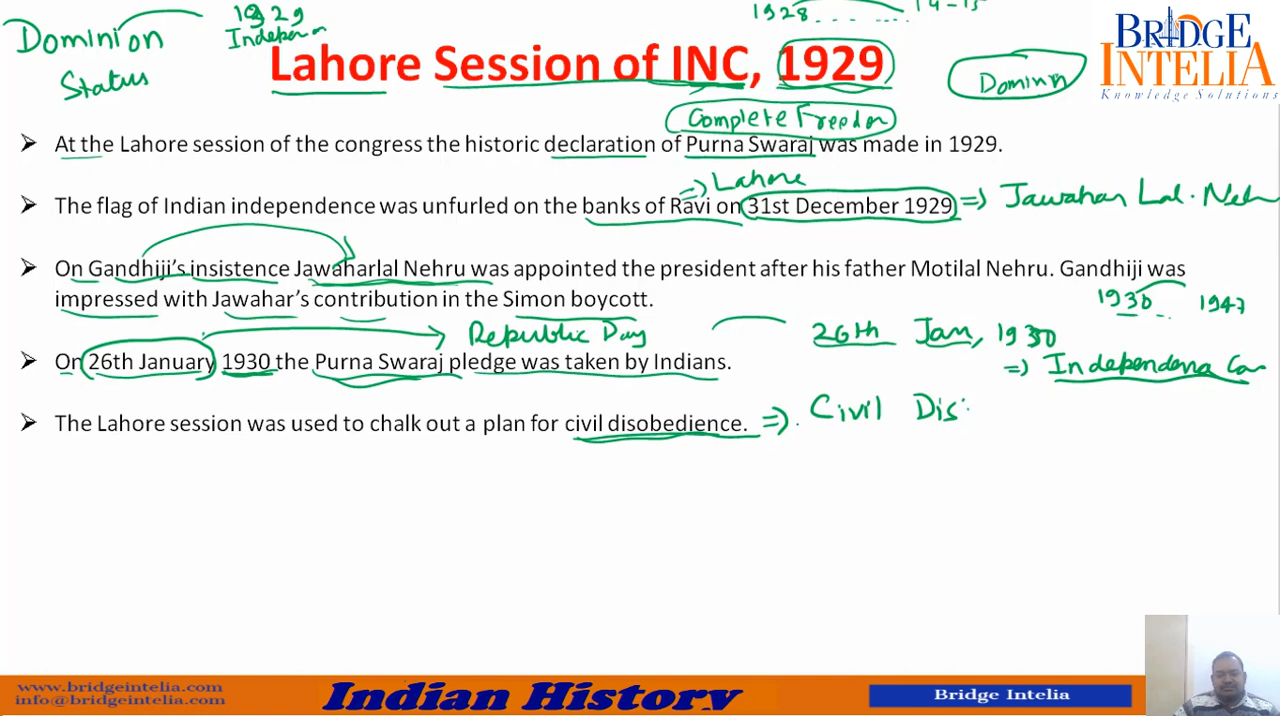 1928 ........ 14-15
1929
Dominion
Indepen
BRIDGE
INTELIA
Knowledge Solutions
Lahore Session of INC, 1929
Status
Dominion
Complete Freedom
➢ At the Lahore session of the congress the historic declaration of Purna Swaraj was made in 1929.
=> Lahore
➢ The flag of Indian independence was unfurled on the banks of Ravi on 31st December 1929 => Jawahar Lal. Neh
➢ On Gandhiji's insistence Jawaharlal Nehru was appointed the president after his father Motilal Nehru. Gandhiji was
impressed with Jawahar's contribution in the Simon boycott.
1930 .. 1947
Republic Day
26th Jan, 1930
➢ On 26th January 1930 the Purna Swaraj pledge was taken by Indians.
=> Independena
Civil Dis
➢ The Lahore session was used to chalk out a plan for civil disobedience. =>
www.bridgeintelia.com
info@bridgeintelia.com
Indian History
Bridge Intelia